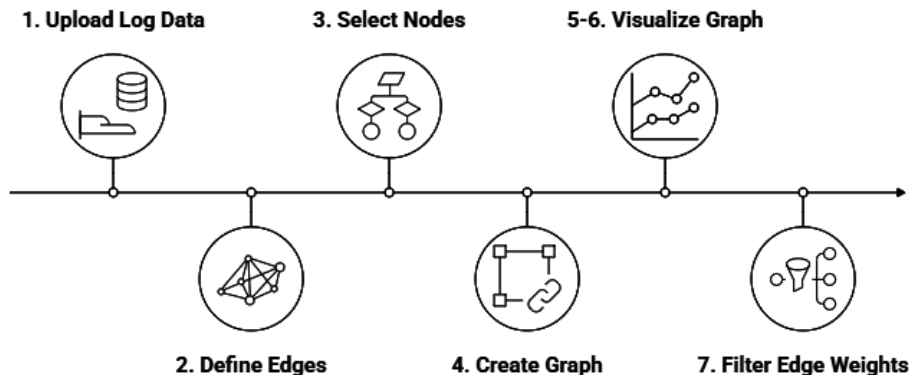 1. Upload Log Data
3. Select Nodes
5-6. Visualize Graph
2. Define Edges
4. Create Graph
7. Filter Edge Weights